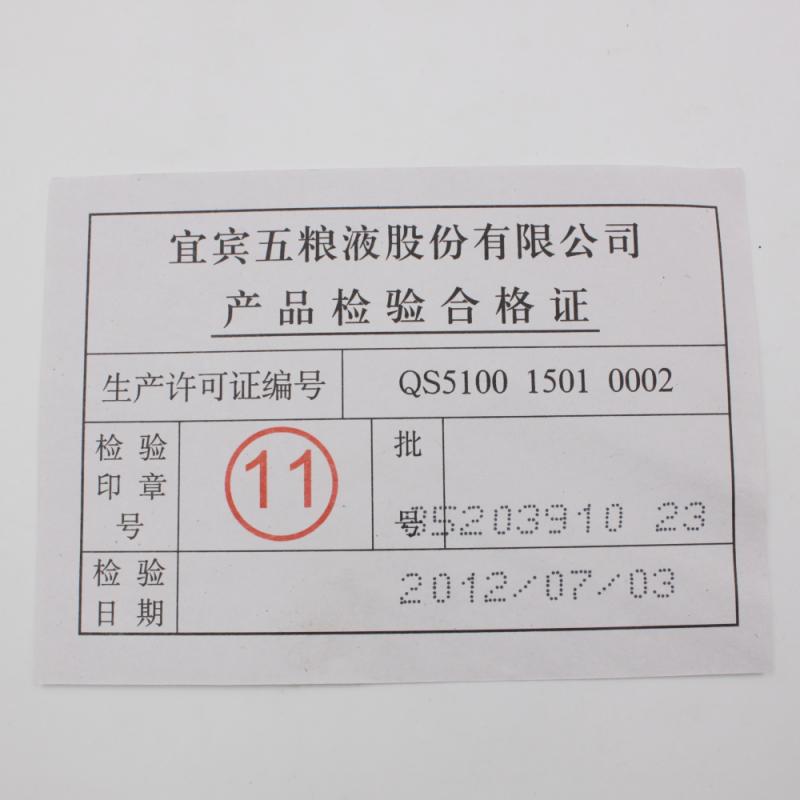 宜宾五粮液股份有限公司
产品检验合格证
生产许可证编号 QS5100 1501 0002
检验
印章
号
11
批
号
85203910 23
检验
日期
2012/07/03